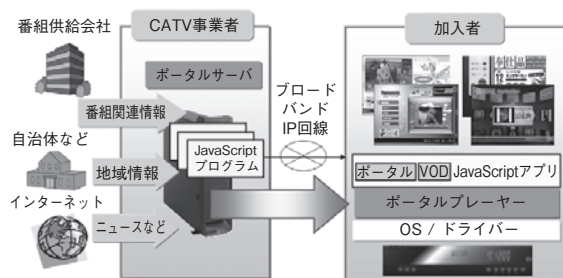 番組供給会社
CATV事業者
加入者
ポータルサーバ
番組関連情報
ブロード
バンド
IP回線
自治体など
JavaScript
プログラム
地域情報
インターネット
ニュースなど
ポータル VOD JavaScriptアプリ
ポータルプレーヤー
OS / ドライバー